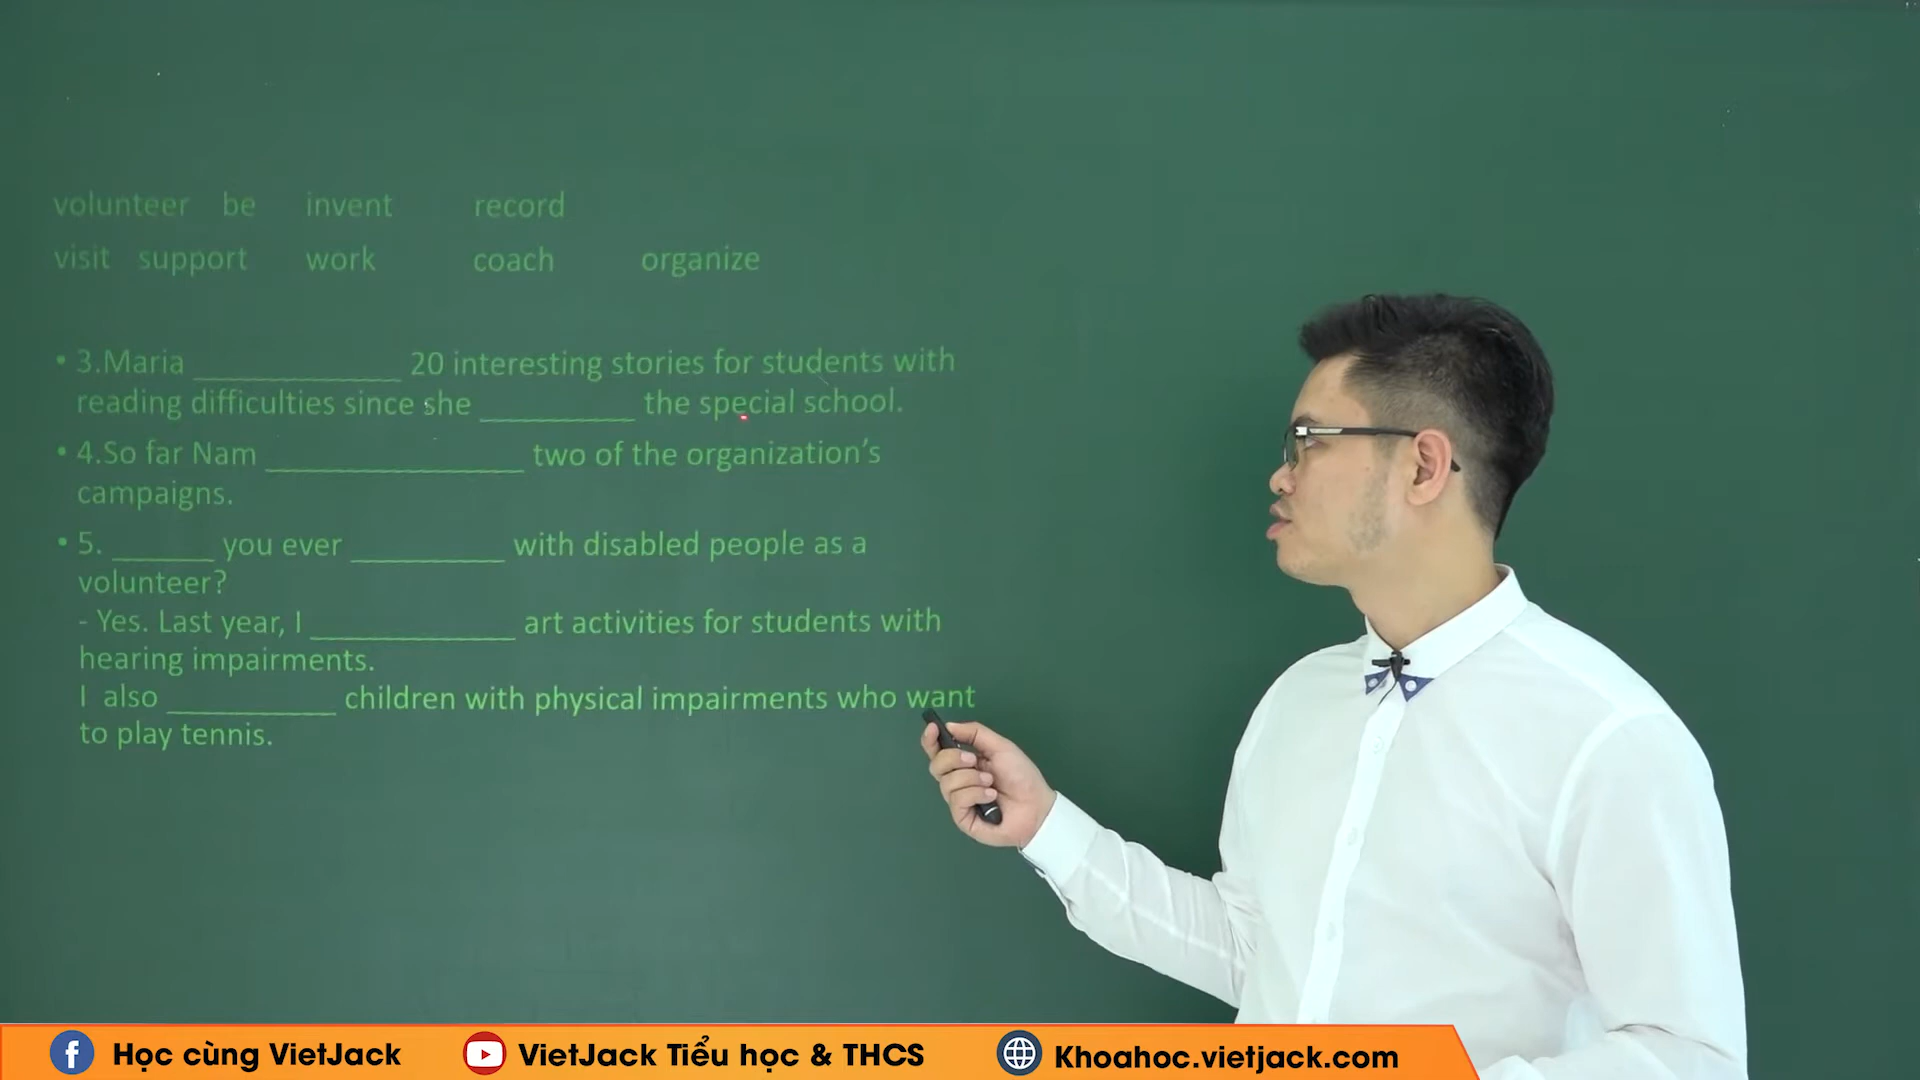 volunteer be invent record
visit support work coach organize
• 3.Maria ____________ 20 interesting stories for students with
reading difficulties since she _________ the special school.
• 4.So far Nam _______________ two of the organization's
campaigns.
• 5. ______ you ever _________ with disabled people as a
volunteer?
- Yes. Last year, I ____________ art activities for students with
hearing impairments.
I also __________ children with physical impairments who want
to play tennis.
Học cùng VietJack
VietJack Tiểu học & THCS
Khoahoc.vietjack.com